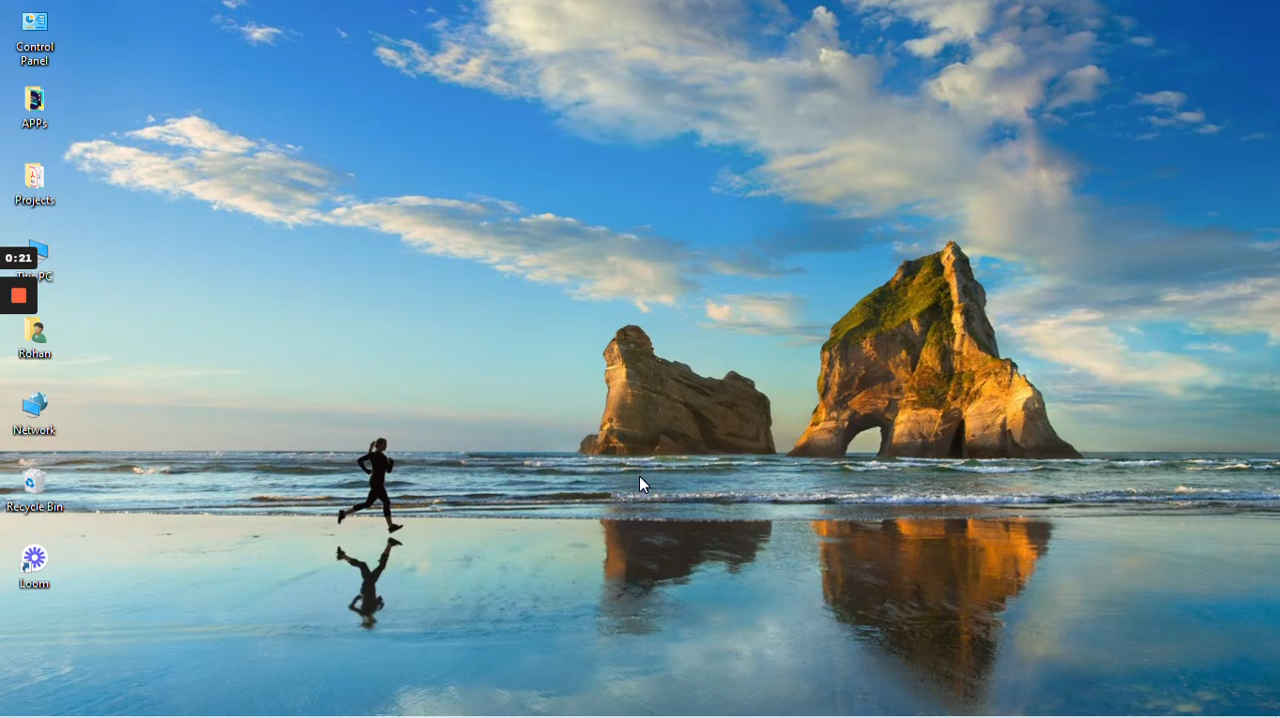 Control
Panel
APPs
Projects
0:21
This PC
Rohan
Network
Recycle Bin
Loom